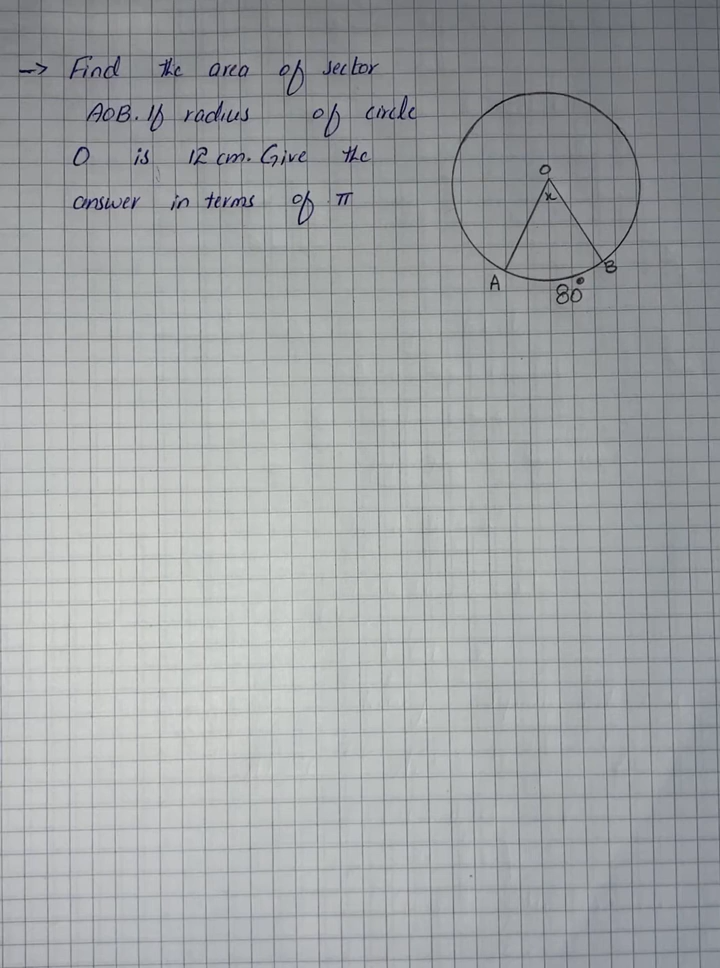 → Find the area of sector
AOB. If radius of circle
O is 12 cm. Give the
answer in terms of π
O
x
A
B
80°